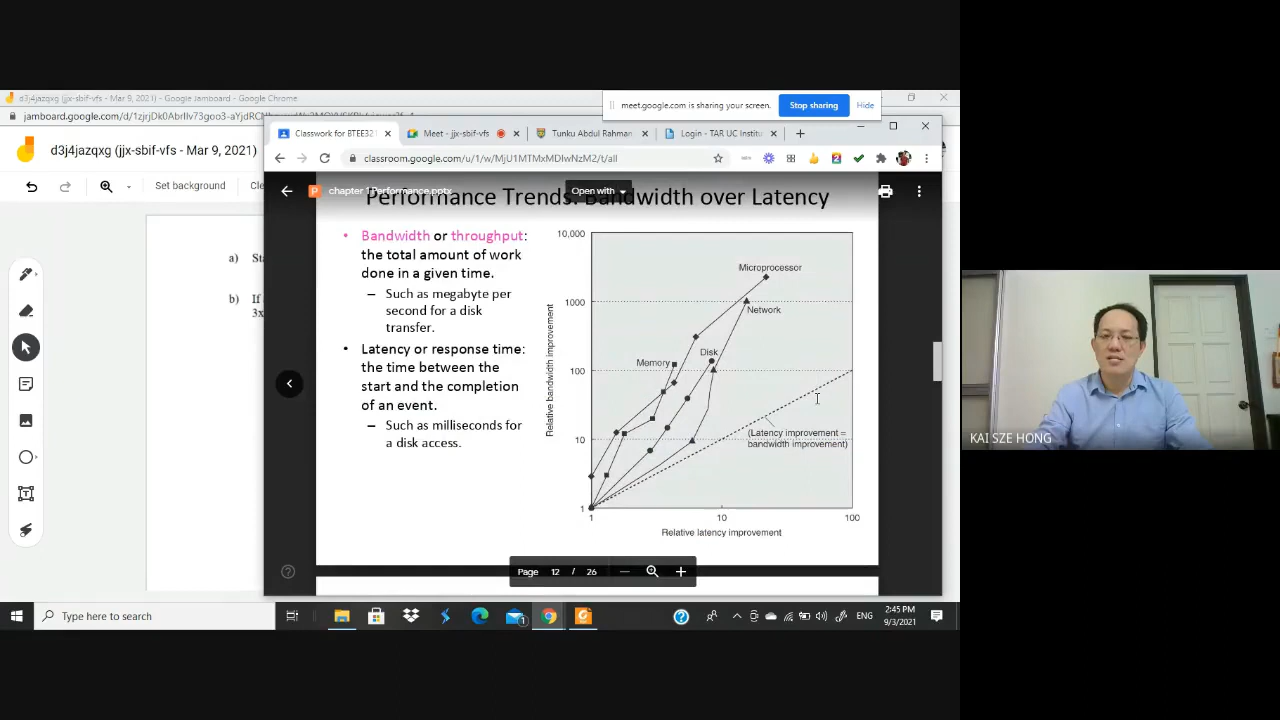 d3j4jazqxg (jjx-sbif-vfs - Mar 9, 2021) - Google Jamboard - Google Chrome
meet.google.com is sharing your screen.
Stop sharing
Hide
d3j4jazqxg (jjx-sbif-vfs - Mar 9, 2021)
Set background
Classwork for BTEE32
Meet - jjx-sbif-vfs
Tunku Abdul Rahman
Login - TAR UC Institu
classroom.google.com/u/1/w/MjU1MTMxMDIwNzM2/t/all
chapter 1 Performance.pptx
Open with
Performance Trends: Bandwidth over Latency
a) Sta
b) If
3x
• Bandwidth or throughput:
the total amount of work
done in a given time.
– Such as megabyte per
second for a disk
transfer.
• Latency or response time:
the time between the
start and the completion
of an event.
– Such as milliseconds for
a disk access.
Relative bandwidth improvement
10,000
1000
100
10
1
Microprocessor
Network
Disk
Memory
(Latency improvement =
bandwidth improvement)
1
10
100
Relative latency improvement
Page 12 / 26
KAI SZE HONG
Type here to search
1
ENG
2:45 PM
9/3/2021